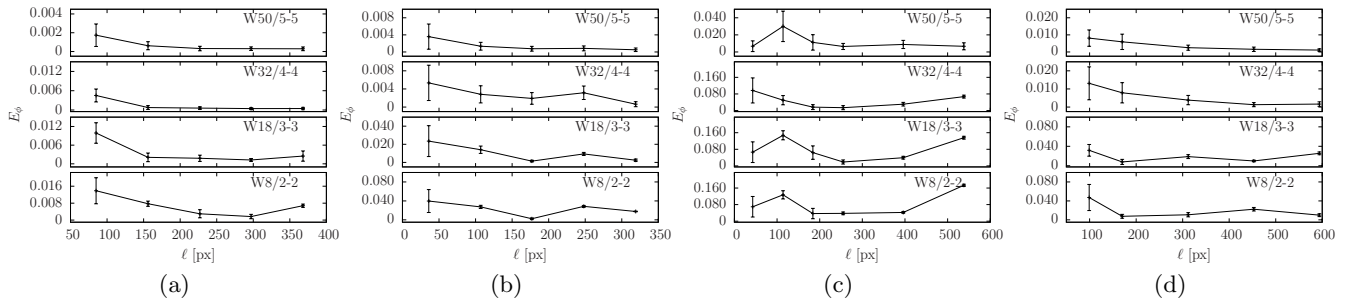 0.004
0
W50/5-5
0.012
0.006
0
W32/4-4
0.012
0.006
0
W18/3-3
0.016
0.008
0
W8/2-2
50 100 150 200 250 300 350 400
E_ϕ
ℓ [px]
(a)
0.008
0.004
0
W50/5-5
0.008
0.004
0
W32/4-4
0.040
0.020
0
W18/3-3
0.080
0.040
0
W8/2-2
0 50 100 150 200 250 300 350
E_ϕ
ℓ [px]
(b)
0.040
0.020
0
W50/5-5
0.160
0.080
0
W32/4-4
0.160
0.080
0
W18/3-3
0.160
0.080
0
W8/2-2
0 100 200 300 400 500 600
E_ϕ
ℓ [px]
(c)
0.020
0.010
0
W50/5-5
0.020
0.010
0
W32/4-4
0.080
0.040
0
W18/3-3
0.080
0.040
0
W8/2-2
100 200 300 400 500 600
E_ϕ
ℓ [px]
(d)